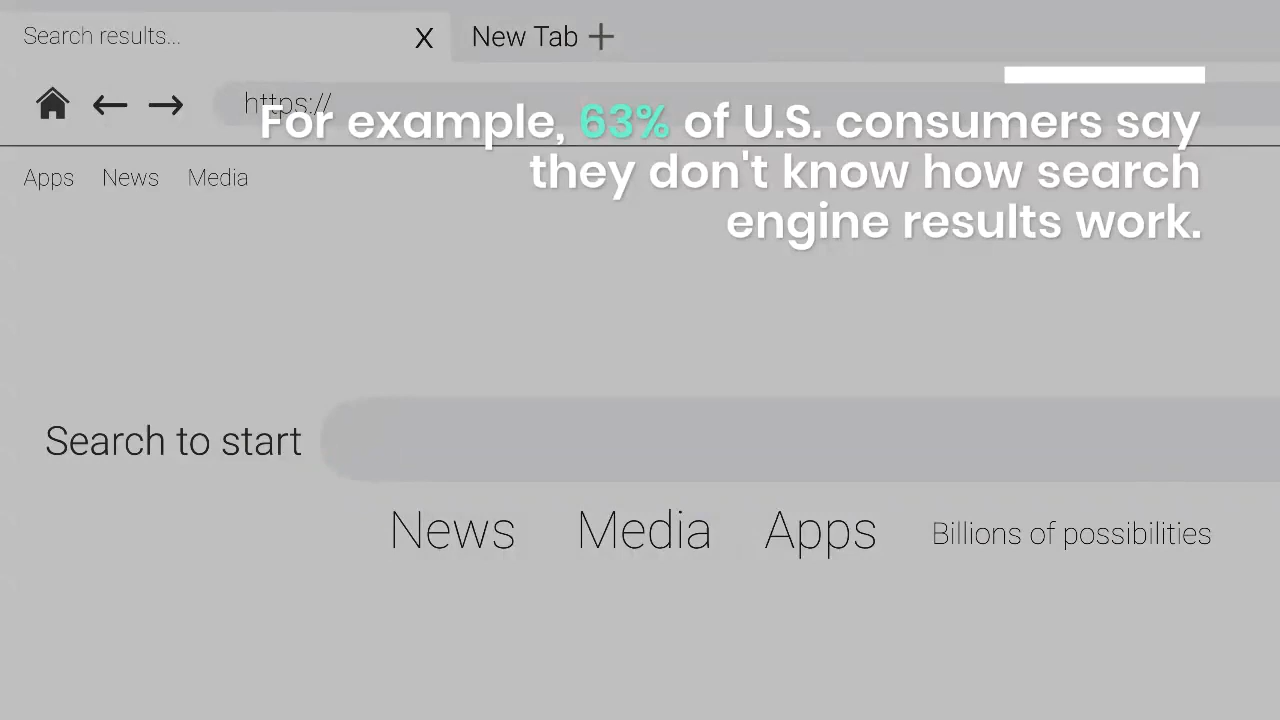 Search results...
X
New Tab +
https://
For example, 63% of U.S. consumers say
they don't know how search
engine results work.
Apps News Media
Search to start
News Media Apps Billions of possibilities